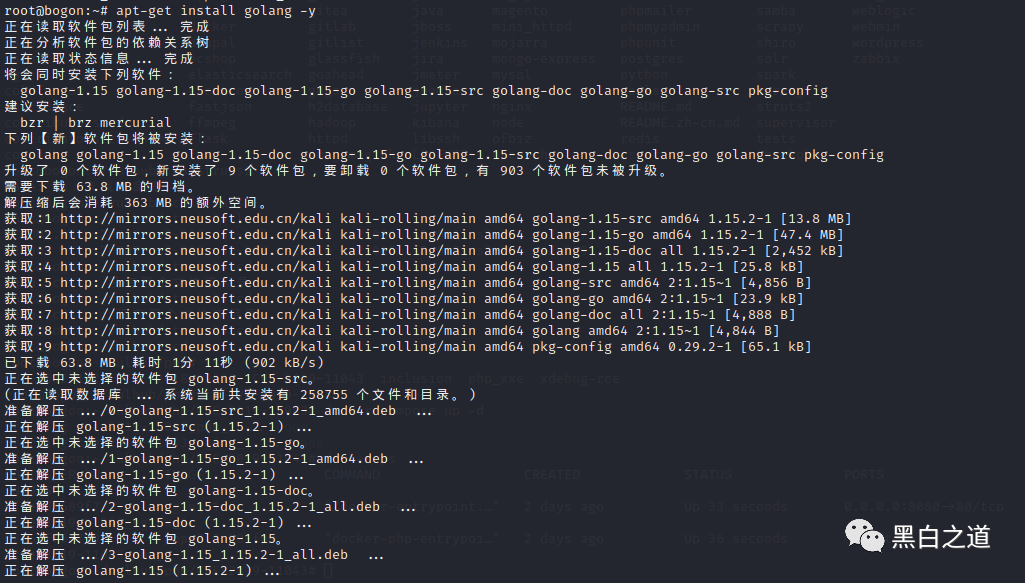 root@bogon:~# apt-get install golang -y
正在读取软件包列表... 完成
正在分析软件包的依赖关系树
正在读取状态信息... 完成
将会同时安装下列软件：
  golang-1.15 golang-1.15-doc golang-1.15-go golang-1.15-src golang-doc golang-go golang-src pkg-config
建议安装：
  bzr | brz mercurial
下列【新】软件包将被安装：
  golang golang-1.15 golang-1.15-doc golang-1.15-go golang-1.15-src golang-doc golang-go golang-src pkg-config
升级了 0 个软件包，新安装了 9 个软件包，要卸载 0 个软件包，有 903 个软件包未被升级。
需要下载 63.8 MB 的归档。
解压缩后会消耗 363 MB 的额外空间。
获取:1 http://mirrors.neusoft.edu.cn/kali kali-rolling/main amd64 golang-1.15-src amd64 1.15.2-1 [13.8 MB]
获取:2 http://mirrors.neusoft.edu.cn/kali kali-rolling/main amd64 golang-1.15-go amd64 1.15.2-1 [47.4 MB]
获取:3 http://mirrors.neusoft.edu.cn/kali kali-rolling/main amd64 golang-1.15-doc all 1.15.2-1 [2,452 kB]
获取:4 http://mirrors.neusoft.edu.cn/kali kali-rolling/main amd64 golang-1.15 all 1.15.2-1 [25.8 kB]
获取:5 http://mirrors.neusoft.edu.cn/kali kali-rolling/main amd64 golang-src amd64 2:1.15~1 [4,856 B]
获取:6 http://mirrors.neusoft.edu.cn/kali kali-rolling/main amd64 golang-go amd64 2:1.15~1 [23.9 kB]
获取:7 http://mirrors.neusoft.edu.cn/kali kali-rolling/main amd64 golang-doc all 2:1.15~1 [4,888 B]
获取:8 http://mirrors.neusoft.edu.cn/kali kali-rolling/main amd64 golang amd64 2:1.15~1 [4,844 B]
获取:9 http://mirrors.neusoft.edu.cn/kali kali-rolling/main amd64 pkg-config amd64 0.29.2-1 [65.1 kB]
已下载 63.8 MB，耗时 1分 11秒 (902 kB/s)
正在选中未选择的软件包 golang-1.15-src。
(正在读取数据库 ... 系统当前共安装有 258755 个文件和目录。)
准备解压 .../0-golang-1.15-src_1.15.2-1_amd64.deb  ...
正在解压 golang-1.15-src (1.15.2-1) ...
正在选中未选择的软件包 golang-1.15-go。
准备解压 .../1-golang-1.15-go_1.15.2-1_amd64.deb  ...
正在解压 golang-1.15-go (1.15.2-1) ...
正在选中未选择的软件包 golang-1.15-doc。
准备解压 .../2-golang-1.15-doc_1.15.2-1_all.deb  ...
正在解压 golang-1.15-doc (1.15.2-1) ...
正在选中未选择的软件包 golang-1.15。
准备解压 .../3-golang-1.15_1.15.2-1_all.deb  ...
正在解压 golang-1.15 (1.15.2-1) ...
黑白之道